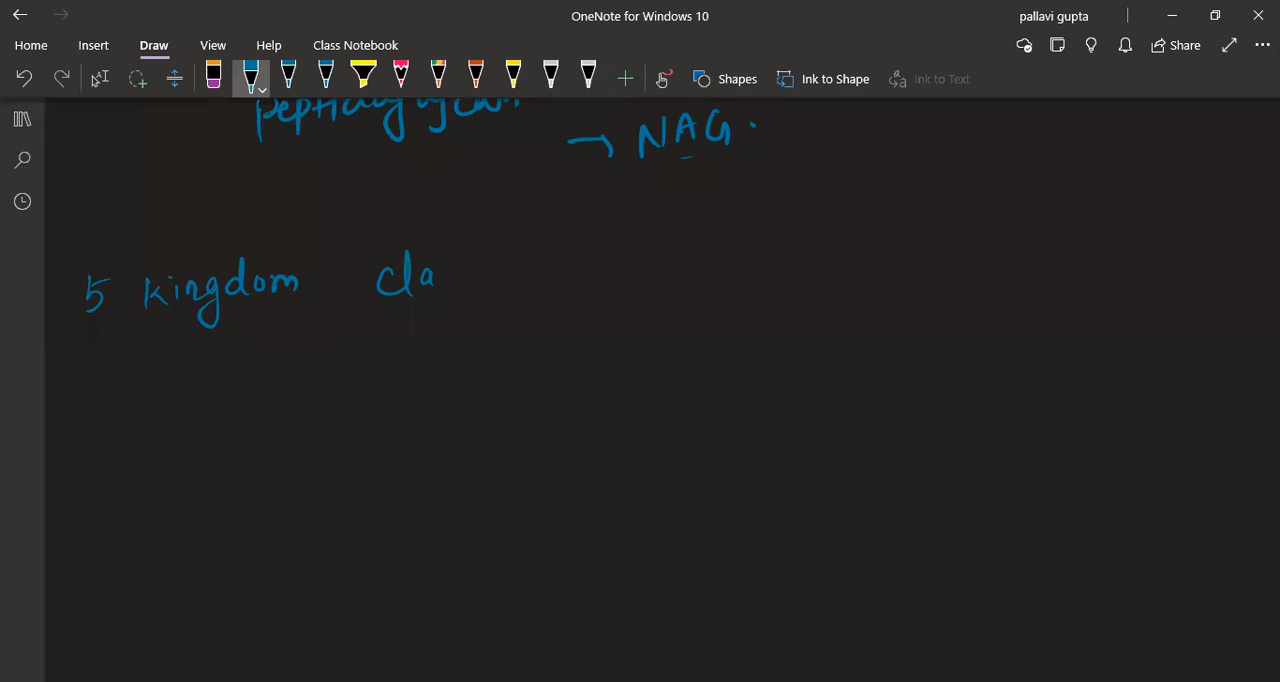 OneNote for Windows 10
pallavi gupta
Home Insert Draw View Help Class Notebook
Share
Shapes Ink to Shape Ink to Text
peptidoglycan
→ NAG.
5 kingdom cla